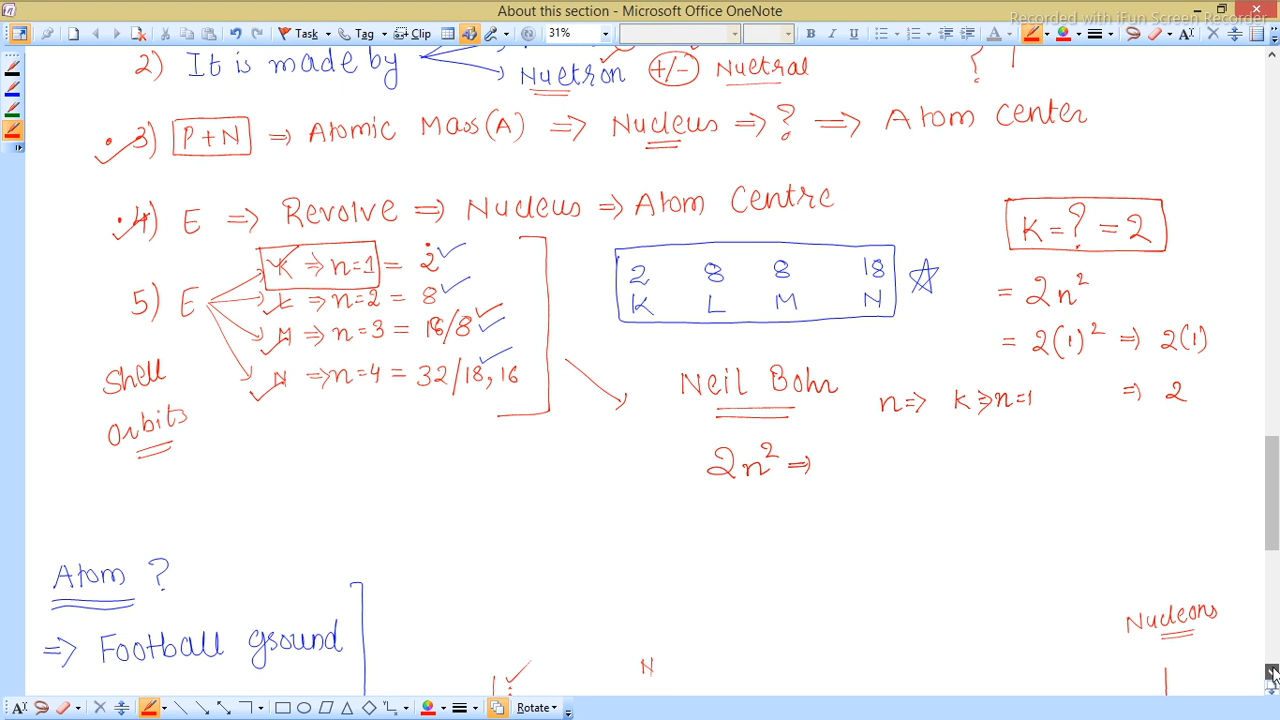 About this section - Microsoft Office OneNote
Recorded with iFun Screen Recorder
Task Tag Clip 31% B I U
2) It is made by
Nuetron +/- Nuetral ?
3) P+N ⇒ Atomic Mass(A) ⇒ Nucleus ⇒ ? ⇒ Atom Center
4) E ⇒ Revolve ⇒ Nucleus ⇒ Atom Centre
5) E
K ⇒ n=1 = 2
L ⇒ n=2 = 8
M ⇒ n=3 = 18/8
N ⇒ n=4 = 32/18, 16
Shell
Orbits
2 8 8 18
K L M N
K = ? = 2
= 2n²
= 2(1)² ⇒ 2(1)
⇒ 2
Neil Bohr
n ⇒ K ⇒ n=1
2n² ⇒
Atom ?
⇒ Football ground
N
Nucleons
Rotate